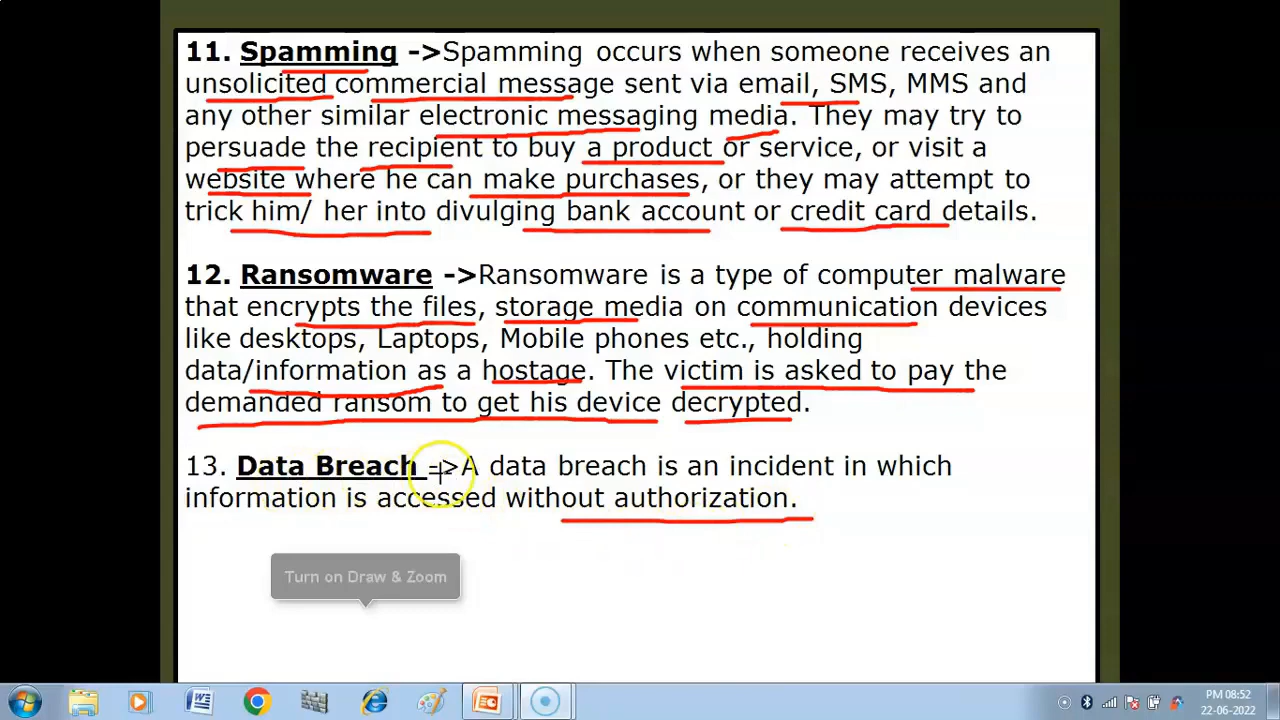 11. Spamming ->Spamming occurs when someone receives an
unsolicited commercial message sent via email, SMS, MMS and
any other similar electronic messaging media. They may try to
persuade the recipient to buy a product or service, or visit a
website where he can make purchases, or they may attempt to
trick him/ her into divulging bank account or credit card details.
12. Ransomware ->Ransomware is a type of computer malware
that encrypts the files, storage media on communication devices
like desktops, Laptops, Mobile phones etc., holding
data/information as a hostage. The victim is asked to pay the
demanded ransom to get his device decrypted.
13. Data Breach ->A data breach is an incident in which
information is accessed without authorization.
Turn on Draw & Zoom
PM 08:52
22-06-2022